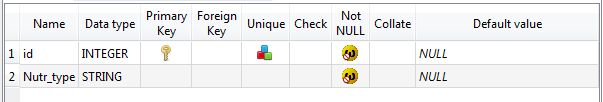 Name Data type Primary Key Foreign Key Unique Check Not NULL Collate Default value
1 id INTEGER NULL
2 Nutr_type STRING NULL